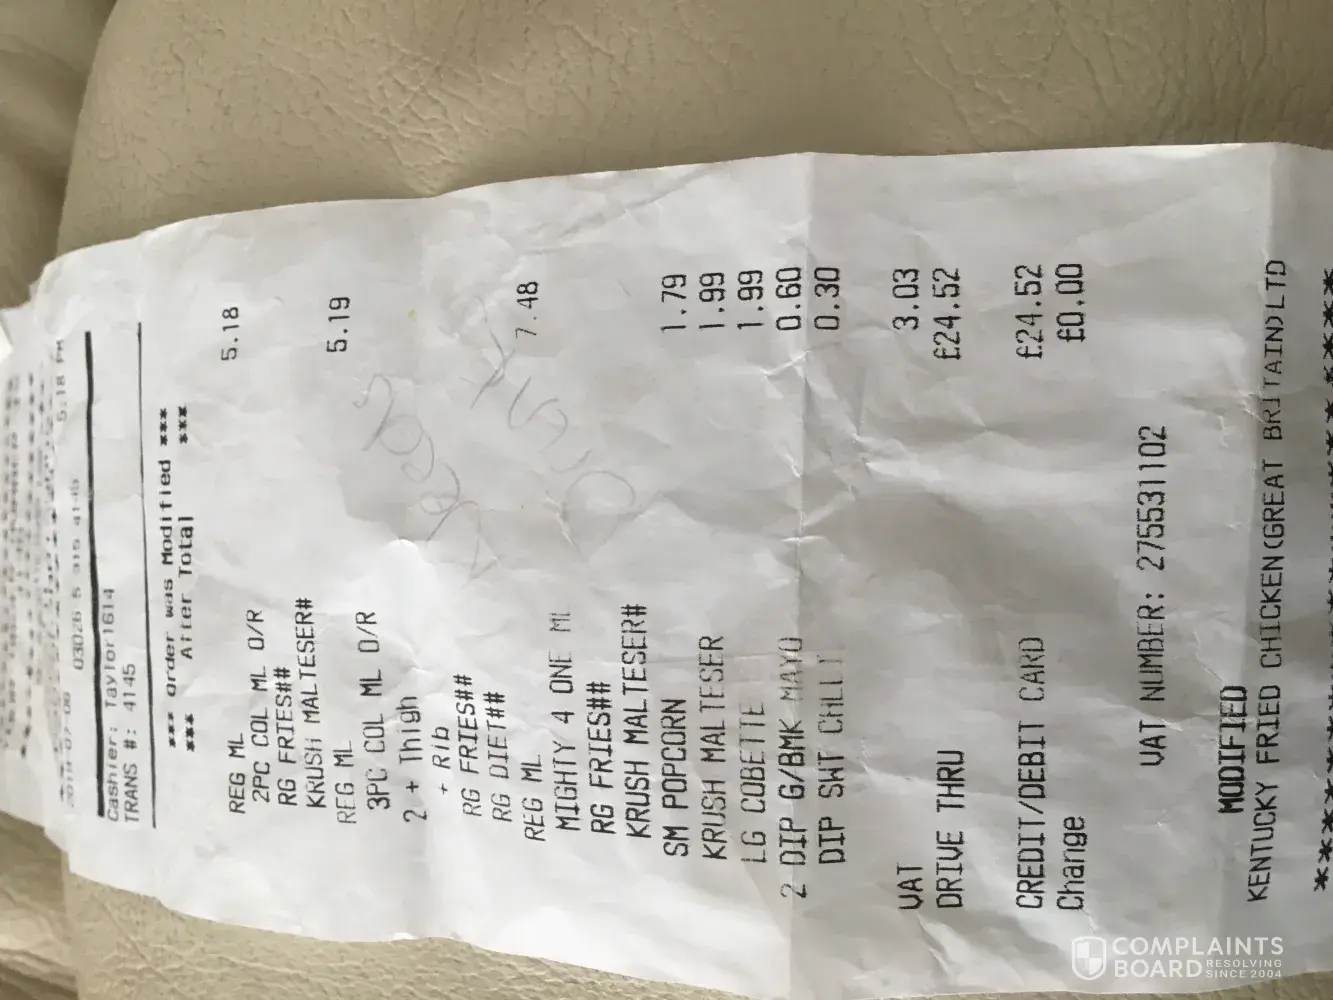 5:18 PM
Cashier: Taylor1614
TRANS #: 4145
*** Order was Modified ***
*** After Total ***
REG ML 5.18
2PC COL ML O/R
RG FRIES##
KRUSH MALTESER#
REG ML 5.19
3PC COL ML O/R
2 + Thigh
+ Rib
RG FRIES##
RG DIET##
REG ML 7.48
MIGHTY 4 ONE ML
RG FRIES##
KRUSH MALTESER#
SM POPCORN 1.79
KRUSH MALTESER 1.99
LG COBETTE 1.99
2 DIP G/BMK MAYO 0.60
DIP SWT CHLLI 0.30
VAT 3.03
DRIVE THRU £24.52
CREDIT/DEBIT CARD £24.52
Change £0.00
VAT NUMBER: 275531102
MODIFIED
KENTUCKY FRIED CHICKEN(GREAT BRITAIN)LTD
COMPLAINTS
BOARD RESOLVING
SINCE 2004